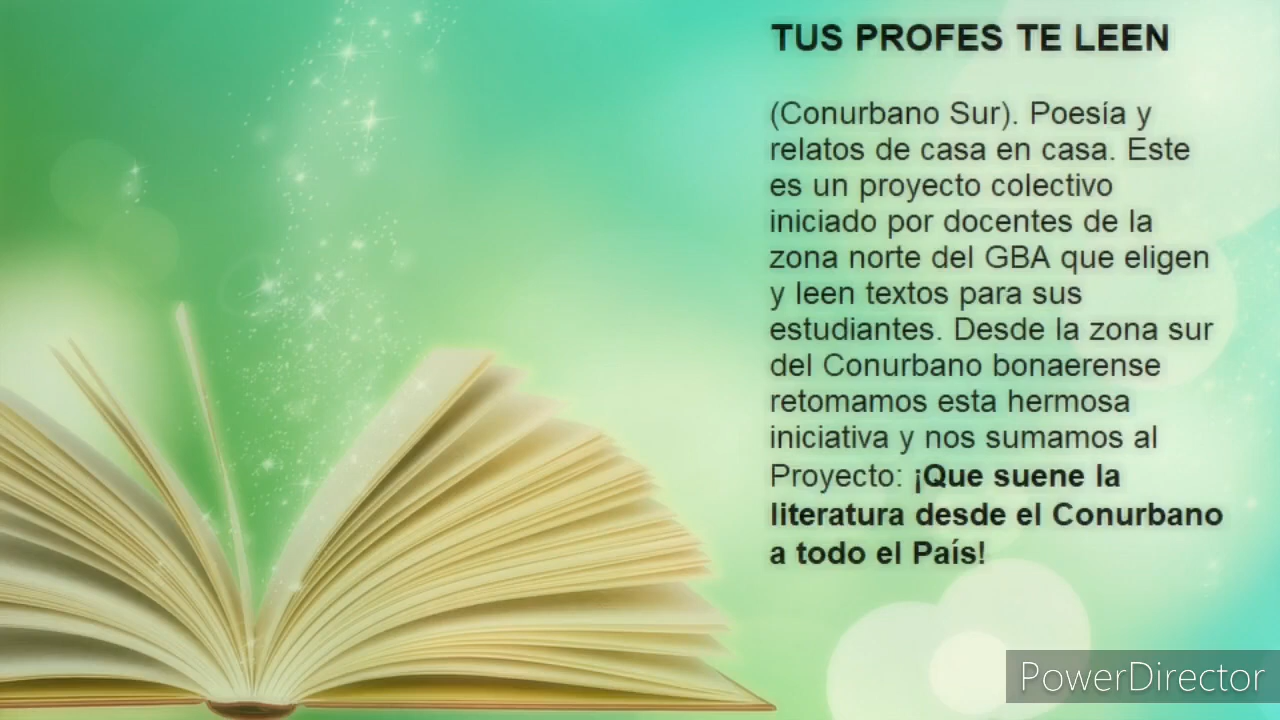 TUS PROFES TE LEEN
(Conurbano Sur). Poesía y
relatos de casa en casa. Este
es un proyecto colectivo
iniciado por docentes de la
zona norte del GBA que eligen
y leen textos para sus
estudiantes. Desde la zona sur
del Conurbano bonaerense
retomamos esta hermosa
iniciativa y nos sumamos al
Proyecto: ¡Que suene la
literatura desde el Conurbano
a todo el País!
PowerDirector